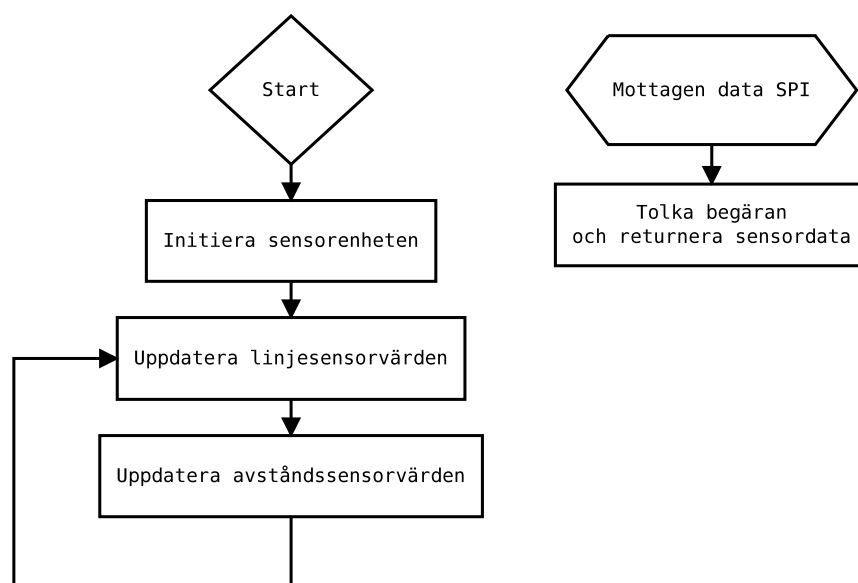 Start
Initiera sensorenheten
Uppdatera linjesensorvärden
Uppdatera avståndssensorvärden
Mottagen data SPI
Tolka begäran
och returnera sensordata